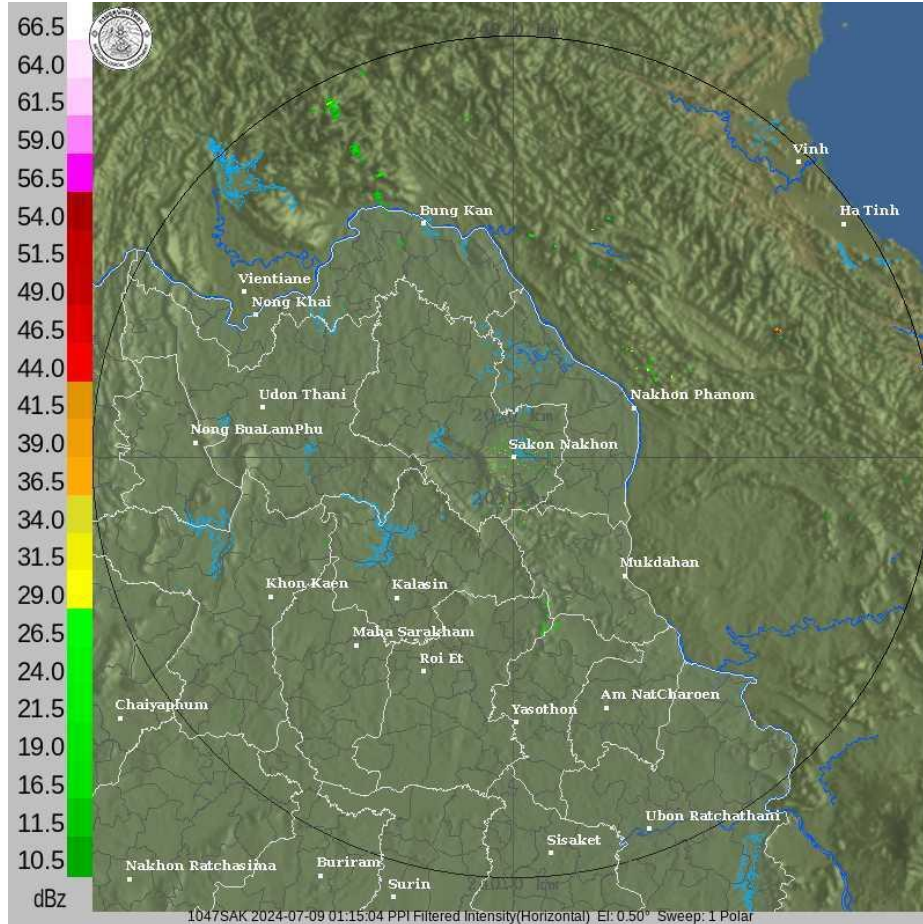 66.5
64.0
61.5
59.0
56.5
54.0
51.5
49.0
46.5
44.0
41.5
39.0
36.5
34.0
31.5
29.0
26.5
24.0
21.5
19.0
16.5
11.5
10.5
dBz
Vinh
Bung Kan
Ha Tinh
Vientiane
Nong Khai
Udon Thani
Nakhon Phanom
Nong BuaLamPhu
Sakon Nakhon
Mukdahan
Khon Kaen
Kalasin
Maha Sarakham
Roi Et
Am NatCharoen
Chaiyaphum
Yasothon
Ubon Ratchathani
Sisaket
Nakhon Ratchasima
Buriram
Surin
1047SAK 2024-07-09 01:15:04 PPI Filtered Intensity(Horizontal) El: 0.50° Sweep: 1 Polar